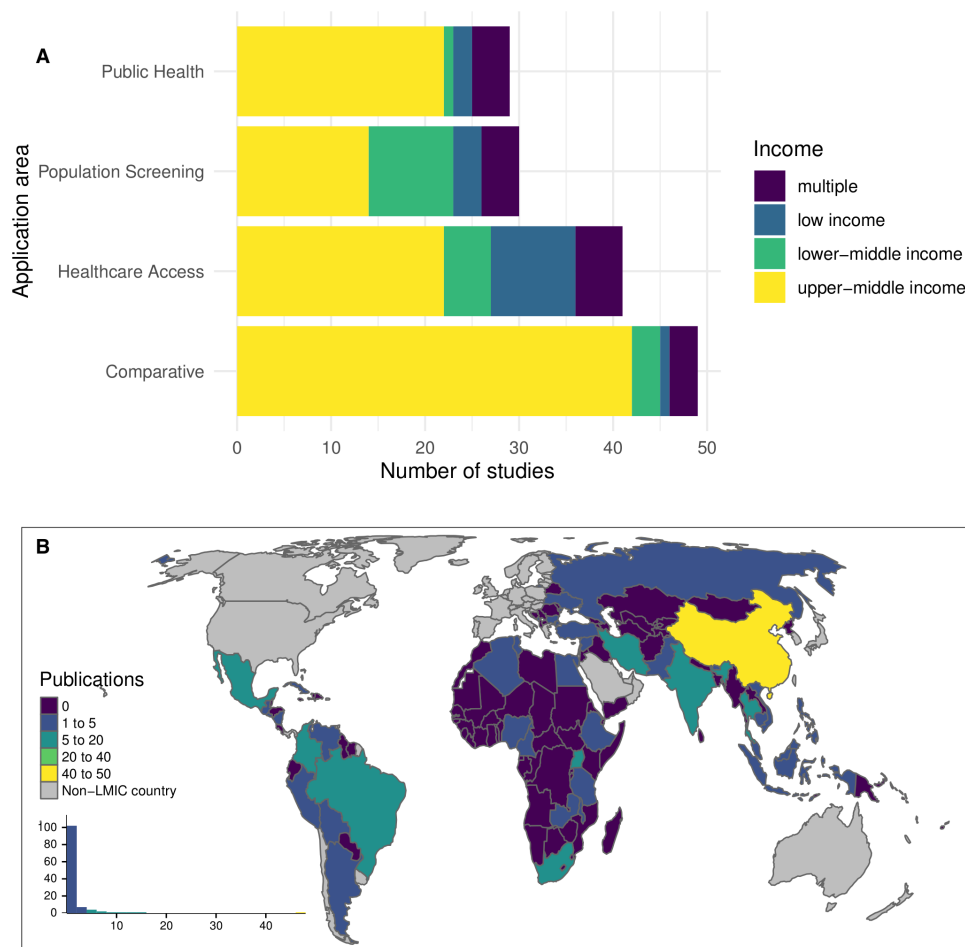 A
Public Health
Population Screening
Healthcare Access
Comparative
Application area
0 10 20 30 40 50
Number of studies
Income
multiple
low income
lower−middle income
upper−middle income
B
Publications
0
1 to 5
5 to 20
20 to 40
40 to 50
Non−LMIC country
100
80
60
40
20
0
10 20 30 40